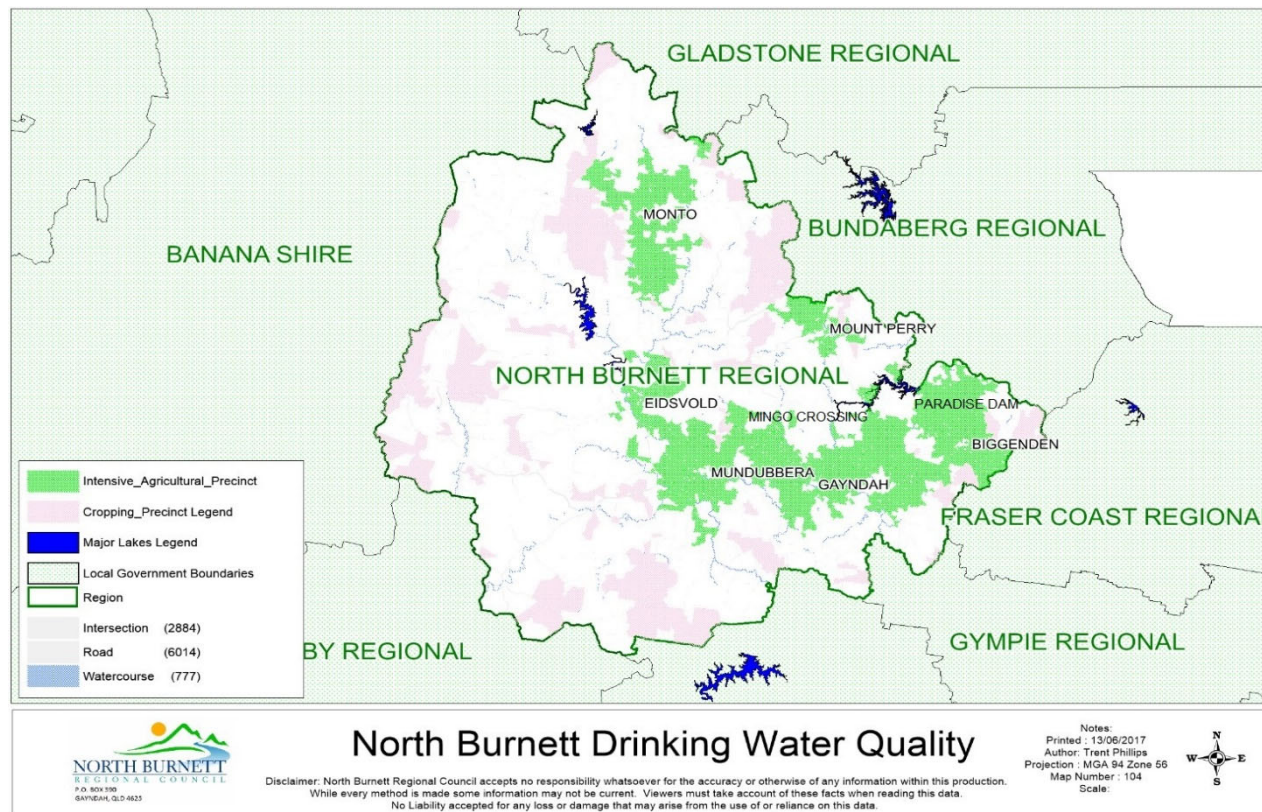 GLADSTONE REGIONAL
MONTO
BUNDABERG REGIONAL
BANANA SHIRE
MOUNT PERRY
NORTH BURNETT REGIONAL
EIDSVOLD
MINGO CROSSING
PARADISE DAM
BIGGENDEN
MUNDUBBERA
GAYNDAH
FRASER COAST REGIONA
BY REGIONAL
GYMPIE REGIONAL
Intensive_Agricultural_Precinct
Cropping_Precinct Legend
Major Lakes Legend
Local Government Boundaries
Region
Intersection (2884)
Road (6014)
Watercourse (777)
NORTH BURNETT
REGIONAL COUNCIL
P.O. BOX 390
GAYNDAH, QLD 4625
North Burnett Drinking Water Quality
Disclaimer: North Burnett Regional Council accepts no responsibility whatsoever for the accuracy or otherwise of any information within this production.
While every method is made some information may not be current. Viewers must take account of these facts when reading this data.
No Liability accepted for any loss or damage that may arise from the use of or reliance on this data.
Notes:
Printed : 13/06/2017
Author: Trent Phillips
Projection : MGA 94 Zone 56
Map Number : 104
Scale:
N
W E
S